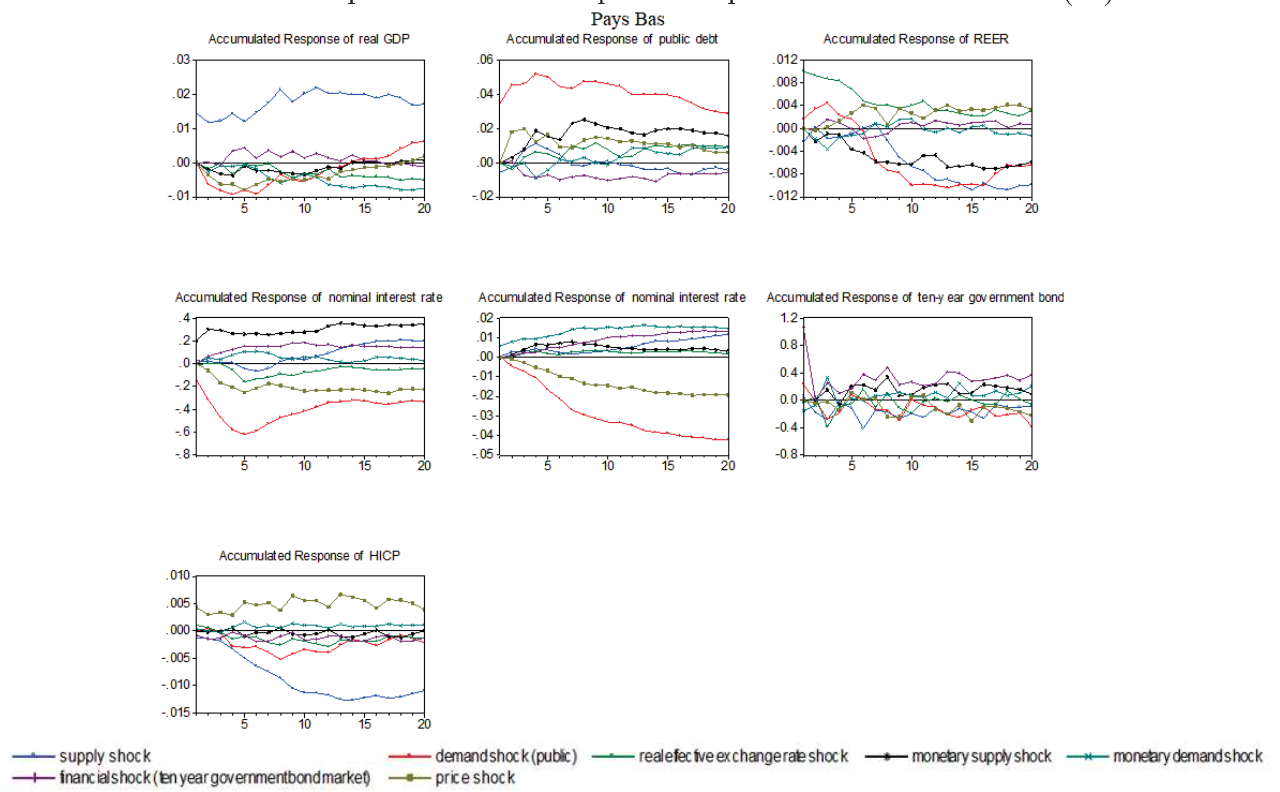 Pays Bas
Accumulated Response of real GDP
.03
.02
.01
.00
-.01
5 10 15 20
Accumulated Response of public debt
.06
.04
.02
.00
-.02
5 10 15 20
Accumulated Response of REER
.012
.008
.004
.000
-.004
-.008
-.012
5 10 15 20
Accumulated Response of nominal interest rate
.4
.2
.0
-.2
-.4
-.6
-.8
5 10 15 20
Accumulated Response of nominal interest rate
.02
.01
.00
-.01
-.02
-.03
-.04
-.05
5 10 15 20
Accumulated Response of ten-year government bond
1.2
0.8
0.4
0.0
-0.4
-0.8
5 10 15 20
Accumulated Response of HICP
.010
.005
.000
-.005
-.010
-.015
5 10 15 20
supply shock demand shock (public) real efective exchange rate shock monetary supply shock monetary demand shock
financial shock (ten year government bond market) price shock